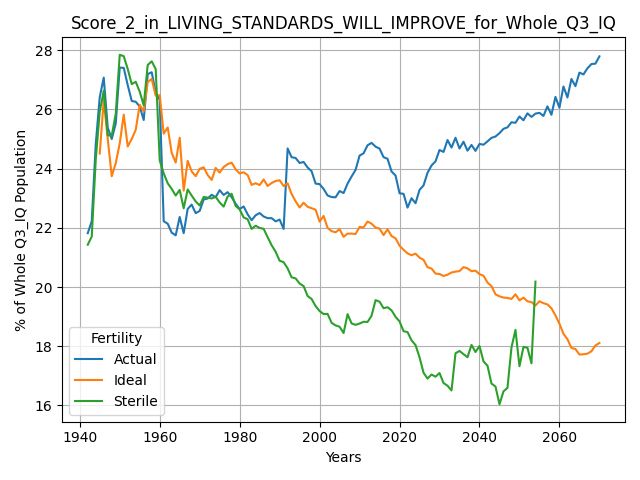 Score_2_in_LIVING_STANDARDS_WILL_IMPROVE_for_Whole_Q3_IQ
% of Whole Q3_IQ Population
28
26
24
22
20
18
16
Fertility
Actual
Ideal
Sterile
1940 1960 1980 2000 2020 2040 2060
Years